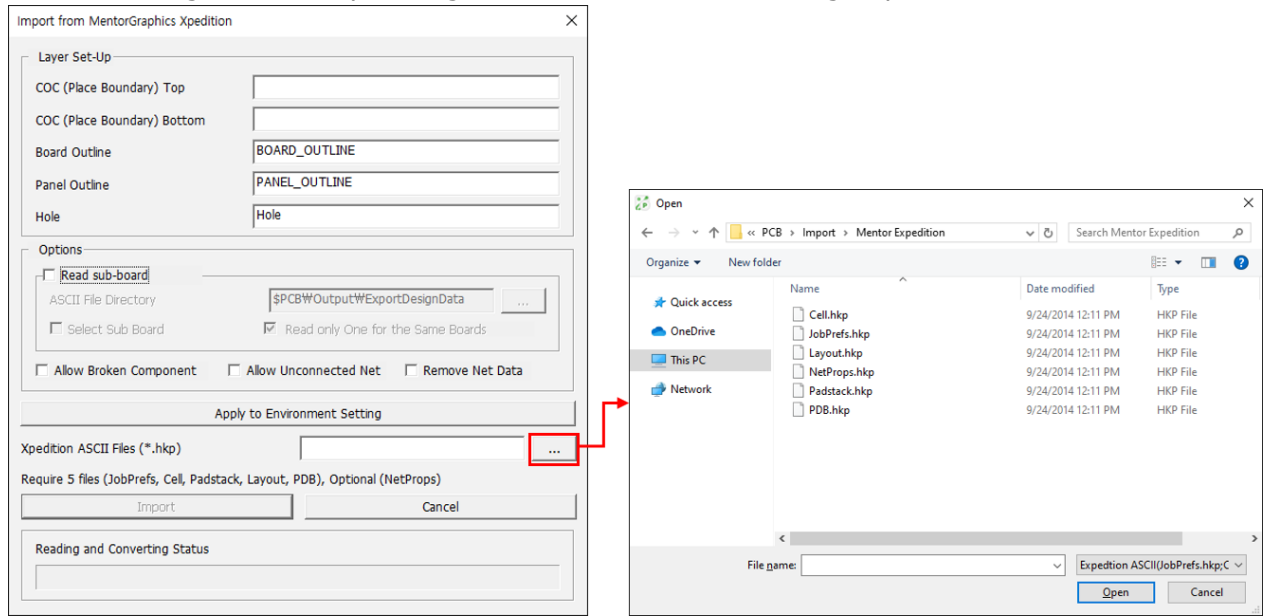 Import from MentorGraphics Xpedition
Layer Set-Up
COC (Place Boundary) Top
COC (Place Boundary) Bottom
Board Outline BOARD_OUTLINE
Panel Outline PANEL_OUTLINE
Hole Hole
Options
Read sub-board
ASCII File Directory $PCB₩Output₩ExportDesignData ...
Select Sub Board Read only One for the Same Boards
Allow Broken Component Allow Unconnected Net Remove Net Data
Apply to Environment Setting
Xpedition ASCII Files (*.hkp) ...
Require 5 files (JobPrefs, Cell, Padstack, Layout, PDB), Optional (NetProps)
Import Cancel
Reading and Converting Status
Open
« PCB > Import > Mentor Expedition Search Mentor Expedition
Organize New folder
Name Date modified Type
Quick access
OneDrive
This PC
Network
Cell.hkp 9/24/2014 12:11 PM HKP File
JobPrefs.hkp 9/24/2014 12:11 PM HKP File
Layout.hkp 9/24/2014 12:11 PM HKP File
NetProps.hkp 9/24/2014 12:11 PM HKP File
Padstack.hkp 9/24/2014 12:11 PM HKP File
PDB.hkp 9/24/2014 12:11 PM HKP File
File name: Expedtion ASCII(JobPrefs.hkp;C
Open Cancel